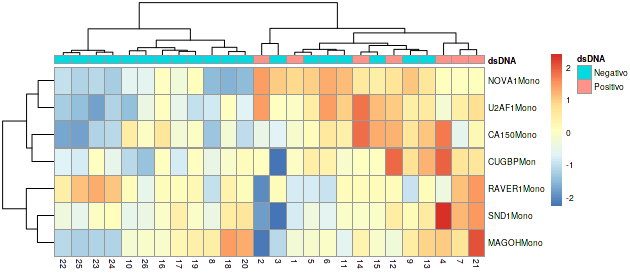 dsDNA
dsDNA
Negativo
Positivo
NOVA1Mono
U2AF1Mono
CA150Mono
CUGBPMon
RAVER1Mono
SND1Mono
MAGOHMono
2
1
0
-1
-2
22 25 23 24 10 26 16 17 19 8 18 20 2 3 1 5 6 11 14 15 12 9 13 4 7 21